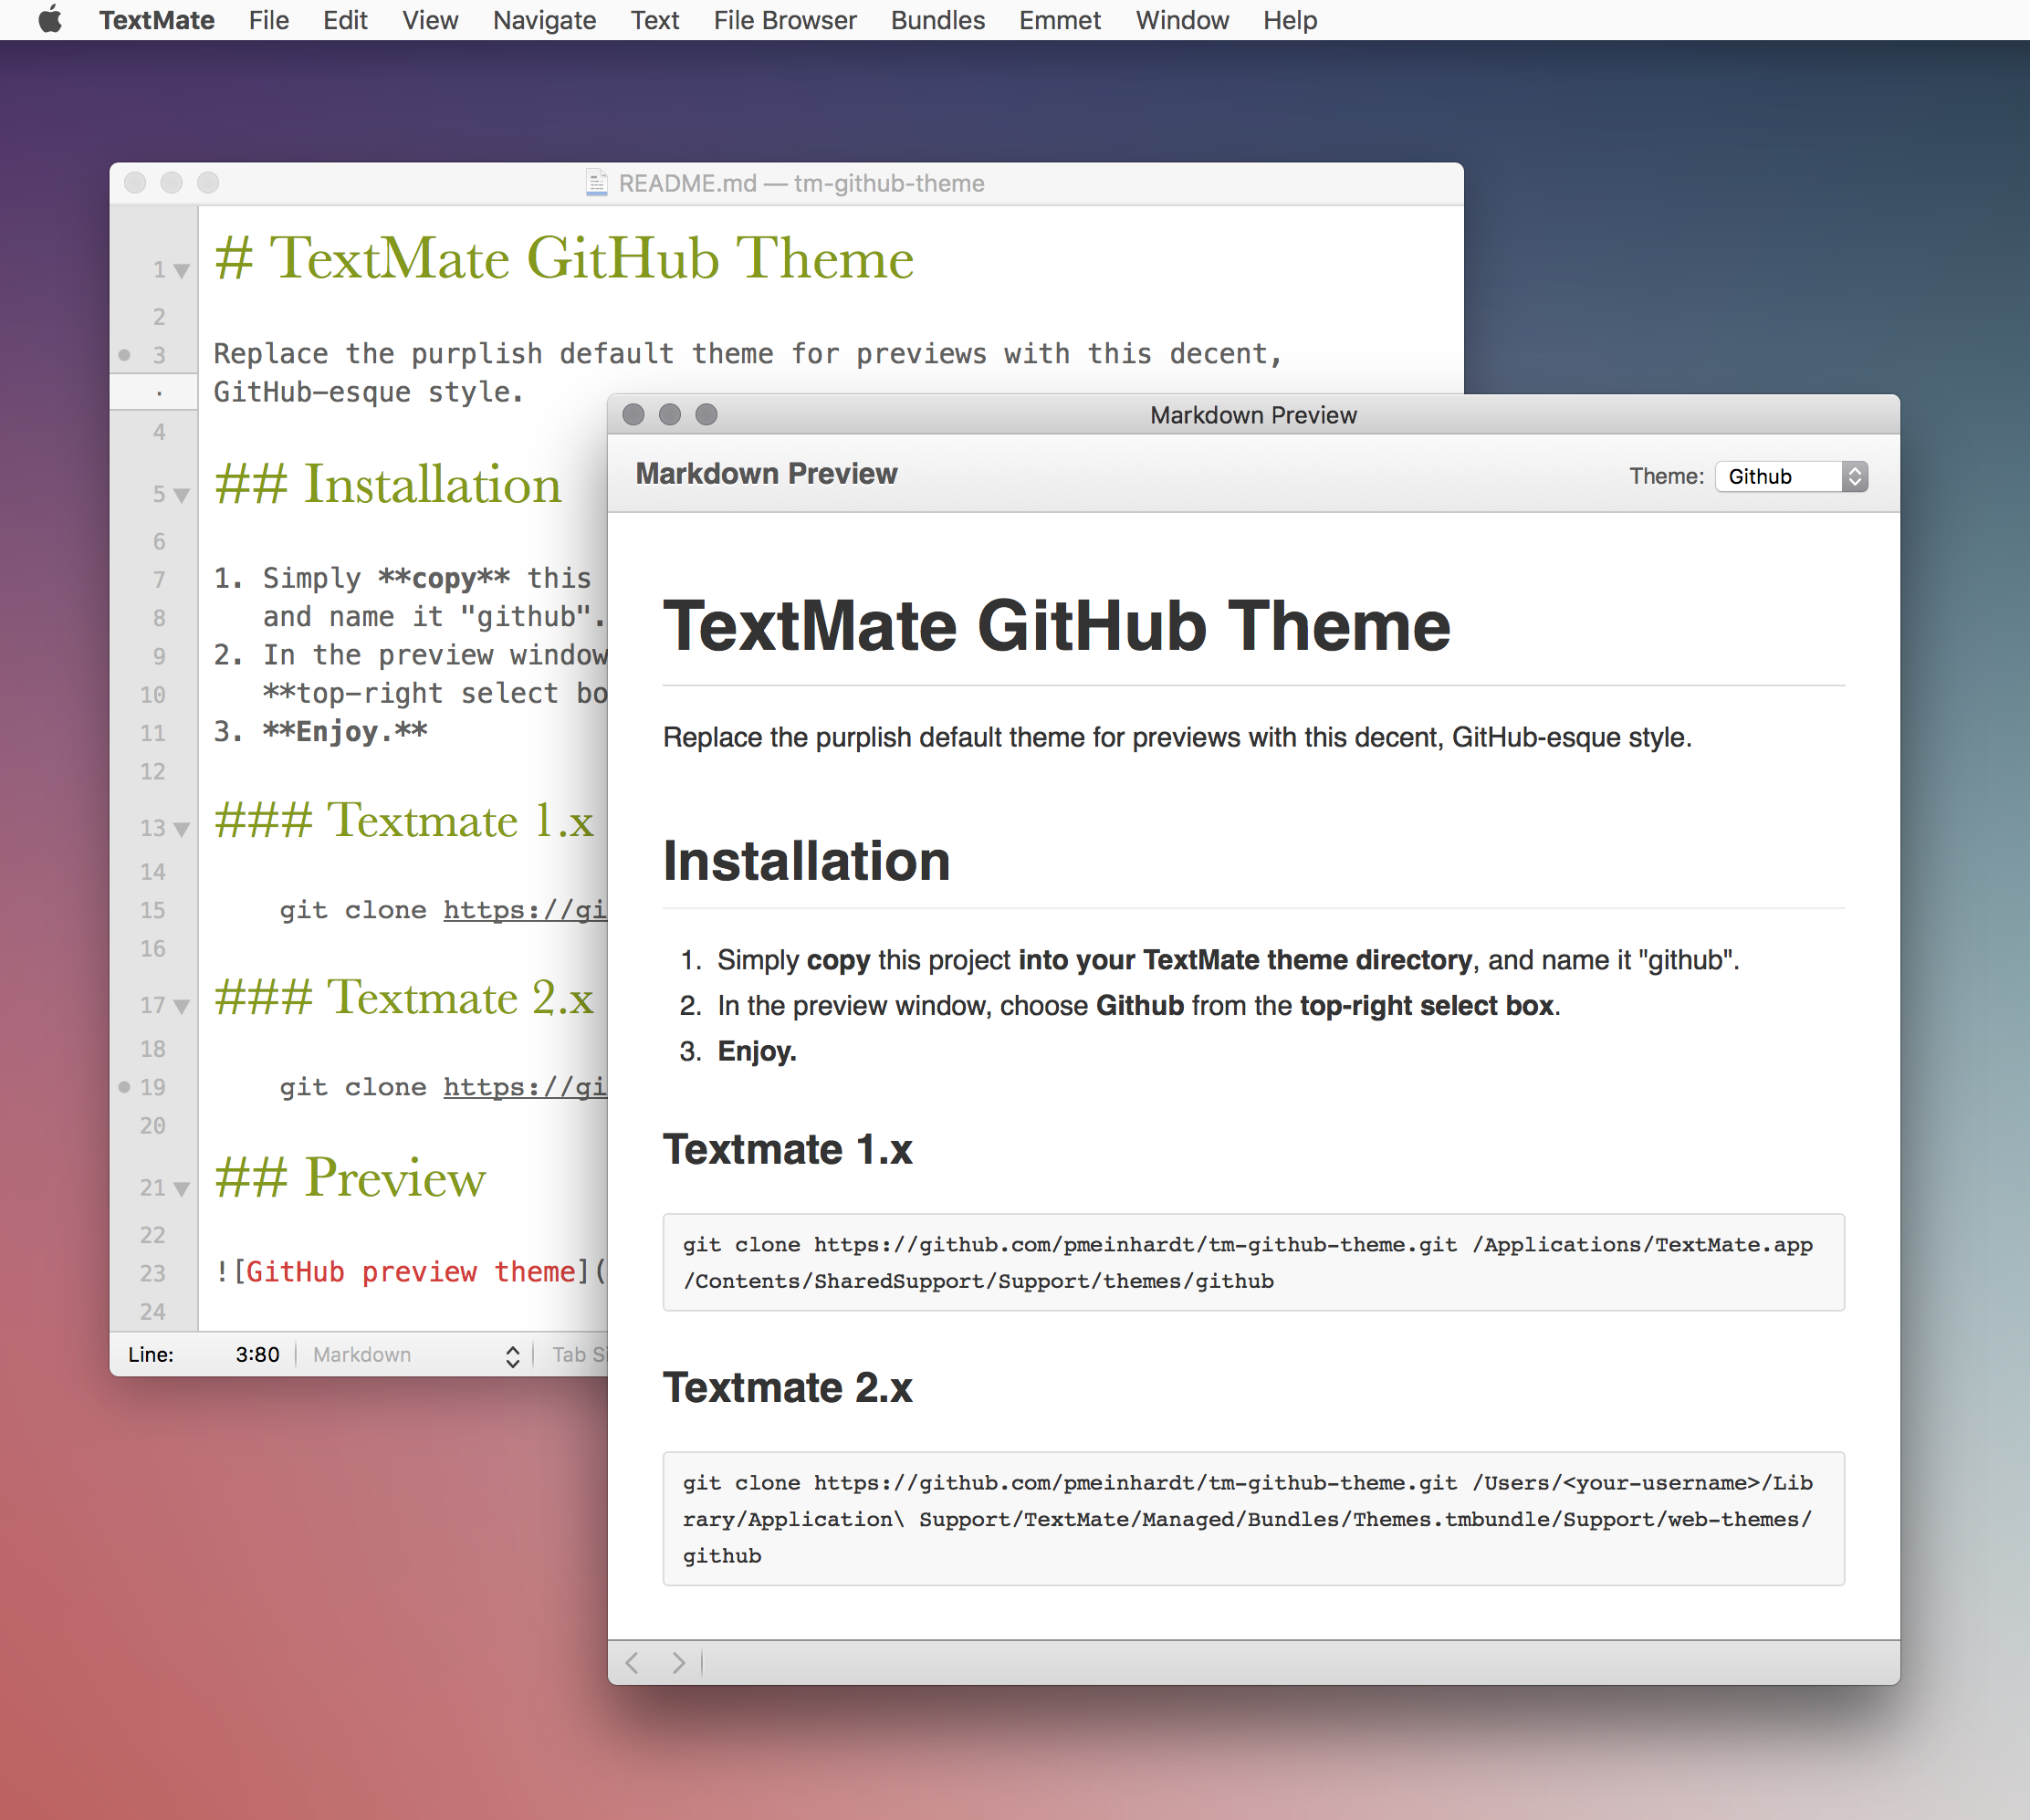 TextMate File Edit View Navigate Text File Browser Bundles Emmet Window Help
README.md — tm-github-theme
1 # TextMate GitHub Theme
2
3 Replace the purplish default theme for previews with this decent,
· GitHub-esque style.
4
5 ## Installation
6
7 1. Simply **copy** this
8 and name it "github".
9 2. In the preview window
10 **top-right select bo
11 3. **Enjoy.**
12
13 ### Textmate 1.x
14
15 git clone https://gi
16
17 ### Textmate 2.x
18
19 git clone https://gi
20
21 ## Preview
22
23 ![GitHub preview theme](
24
Line: 3:80 Markdown Tab Si
Markdown Preview
Markdown Preview Theme: Github
TextMate GitHub Theme
Replace the purplish default theme for previews with this decent, GitHub-esque style.
Installation
1. Simply copy this project into your TextMate theme directory, and name it "github".
2. In the preview window, choose Github from the top-right select box.
3. Enjoy.
Textmate 1.x
git clone https://github.com/pmeinhardt/tm-github-theme.git /Applications/TextMate.app
/Contents/SharedSupport/Support/themes/github
Textmate 2.x
git clone https://github.com/pmeinhardt/tm-github-theme.git /Users/<your-username>/Lib
rary/Application\ Support/TextMate/Managed/Bundles/Themes.tmbundle/Support/web-themes/
github